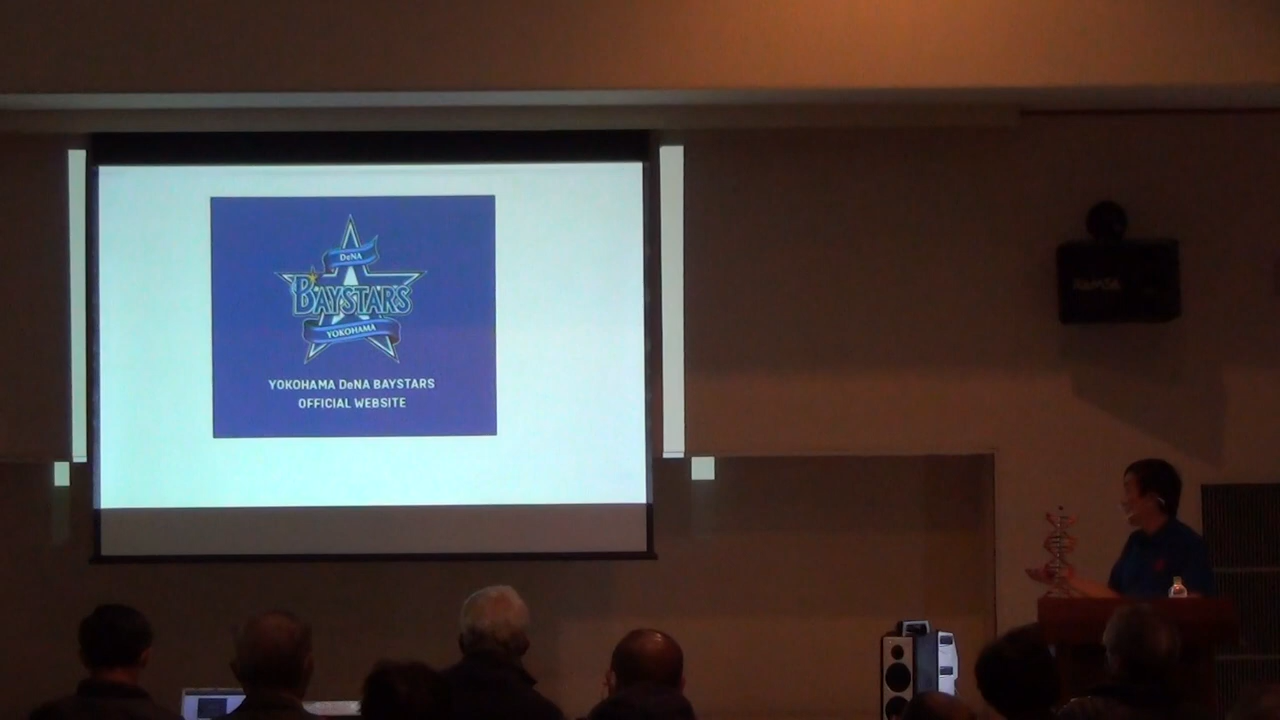 DeNA
BAYSTARS
YOKOHAMA
YOKOHAMA DeNA BAYSTARS
OFFICIAL WEBSITE